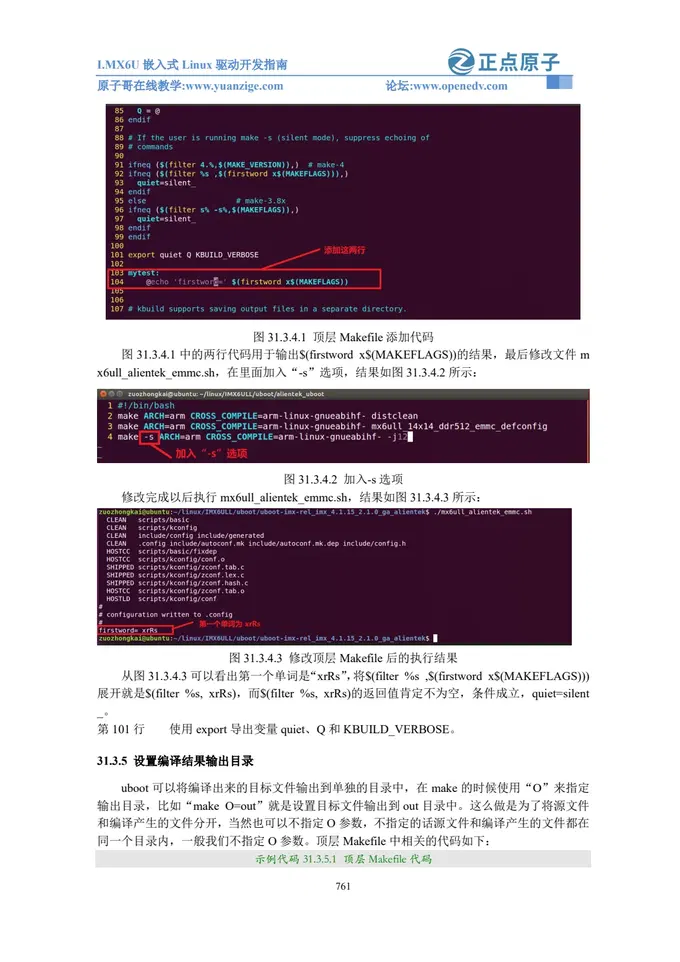 I.MX6U 嵌入式 Linux 驱动开发指南
正点原子
原子哥在线教学:www.yuanzige.com 论坛:www.openedv.com
85 Q = @
86 endif
87
88 # If the user is running make -s (silent mode), suppress echoing of
89 # commands
90
91 ifneq ($(filter 4.%,$(MAKE_VERSION)),) # make-4
92 ifneq ($(filter %s ,$(firstword x$(MAKEFLAGS))),)
93 quiet=silent_
94 endif
95 else # make-3.8x
96 ifneq ($(filter s% -s%,$(MAKEFLAGS)),)
97 quiet=silent_
98 endif
99 endif
100
101 export quiet Q KBUILD_VERBOSE
添加这两行
102
103 mytest:
104 @echo 'firstword=' $(firstword x$(MAKEFLAGS))
105
106
107 # kbuild supports saving output files in a separate directory.
图 31.3.4.1 顶层 Makefile 添加代码
图 31.3.4.1 中的两行代码用于输出$(firstword x$(MAKEFLAGS))的结果，最后修改文件 m
x6ull_alientek_emmc.sh，在里面加入“-s”选项，结果如图 31.3.4.2 所示：
zuozhongkai@ubuntu: ~/linux/IMX6ULL/uboot/alientek_uboot
1 #!/bin/bash
2 make ARCH=arm CROSS_COMPILE=arm-linux-gnueabihf- distclean
3 make ARCH=arm CROSS_COMPILE=arm-linux-gnueabihf- mx6ull_14x14_ddr512_emmc_defconfig
4 make -s ARCH=arm CROSS_COMPILE=arm-linux-gnueabihf- -j12
加入“-s”选项
图 31.3.4.2 加入-s 选项
修改完成以后执行 mx6ull_alientek_emmc.sh，结果如图 31.3.4.3 所示：
zuozhongkai@ubuntu:~/linux/IMX6ULL/uboot/uboot-imx-rel_imx_4.1.15_2.1.0_ga_alientek$ ./mx6ull_alientek_emmc.sh
CLEAN scripts/basic
CLEAN scripts/kconfig
CLEAN include/config include/generated
CLEAN .config include/autoconf.mk include/autoconf.mk.dep include/config.h
HOSTCC scripts/basic/fixdep
HOSTCC scripts/kconfig/conf.o
SHIPPED scripts/kconfig/zconf.tab.c
SHIPPED scripts/kconfig/zconf.lex.c
SHIPPED scripts/kconfig/zconf.hash.c
HOSTCC scripts/kconfig/zconf.tab.o
HOSTLD scripts/kconfig/conf
#
# configuration written to .config
#
第一个单词为 xrRs
firstword= xrRs
zuozhongkai@ubuntu:~/linux/IMX6ULL/uboot/uboot-imx-rel_imx_4.1.15_2.1.0_ga_alientek$
图 31.3.4.3 修改顶层 Makefile 后的执行结果
从图 31.3.4.3 可以看出第一个单词是“xrRs”，将$(filter %s ,$(firstword x$(MAKEFLAGS)))
展开就是$(filter %s, xrRs)，而$(filter %s, xrRs)的返回值肯定不为空，条件成立，quiet=silent
_。
第 101 行 使用 export 导出变量 quiet、Q 和 KBUILD_VERBOSE。
31.3.5 设置编译结果输出目录
uboot 可以将编译出来的目标文件输出到单独的目录中，在 make 的时候使用“O”来指定
输出目录，比如“make O=out”就是设置目标文件输出到 out 目录中。这么做是为了将源文件
和编译产生的文件分开，当然也可以不指定 O 参数，不指定的话源文件和编译产生的文件都在
同一个目录内，一般我们不指定 O 参数。顶层 Makefile 中相关的代码如下：
示例代码 31.3.5.1 顶层 Makefile 代码
761